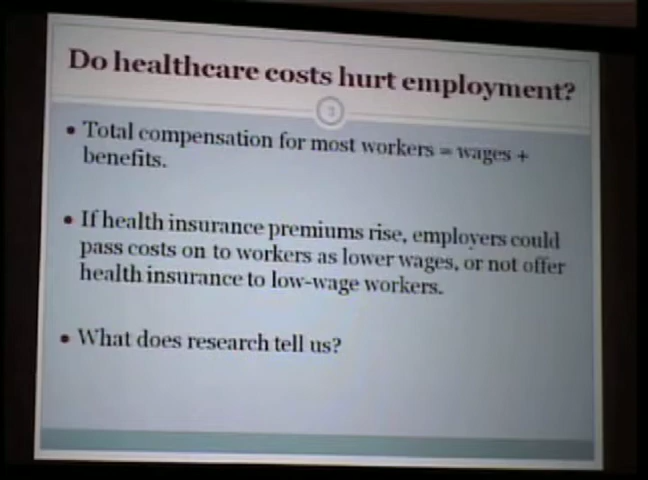 Do healthcare costs hurt employment?
3
• Total compensation for most workers = wages +
benefits.
• If health insurance premiums rise, employers could
pass costs on to workers as lower wages, or not offer
health insurance to low-wage workers.
• What does research tell us?